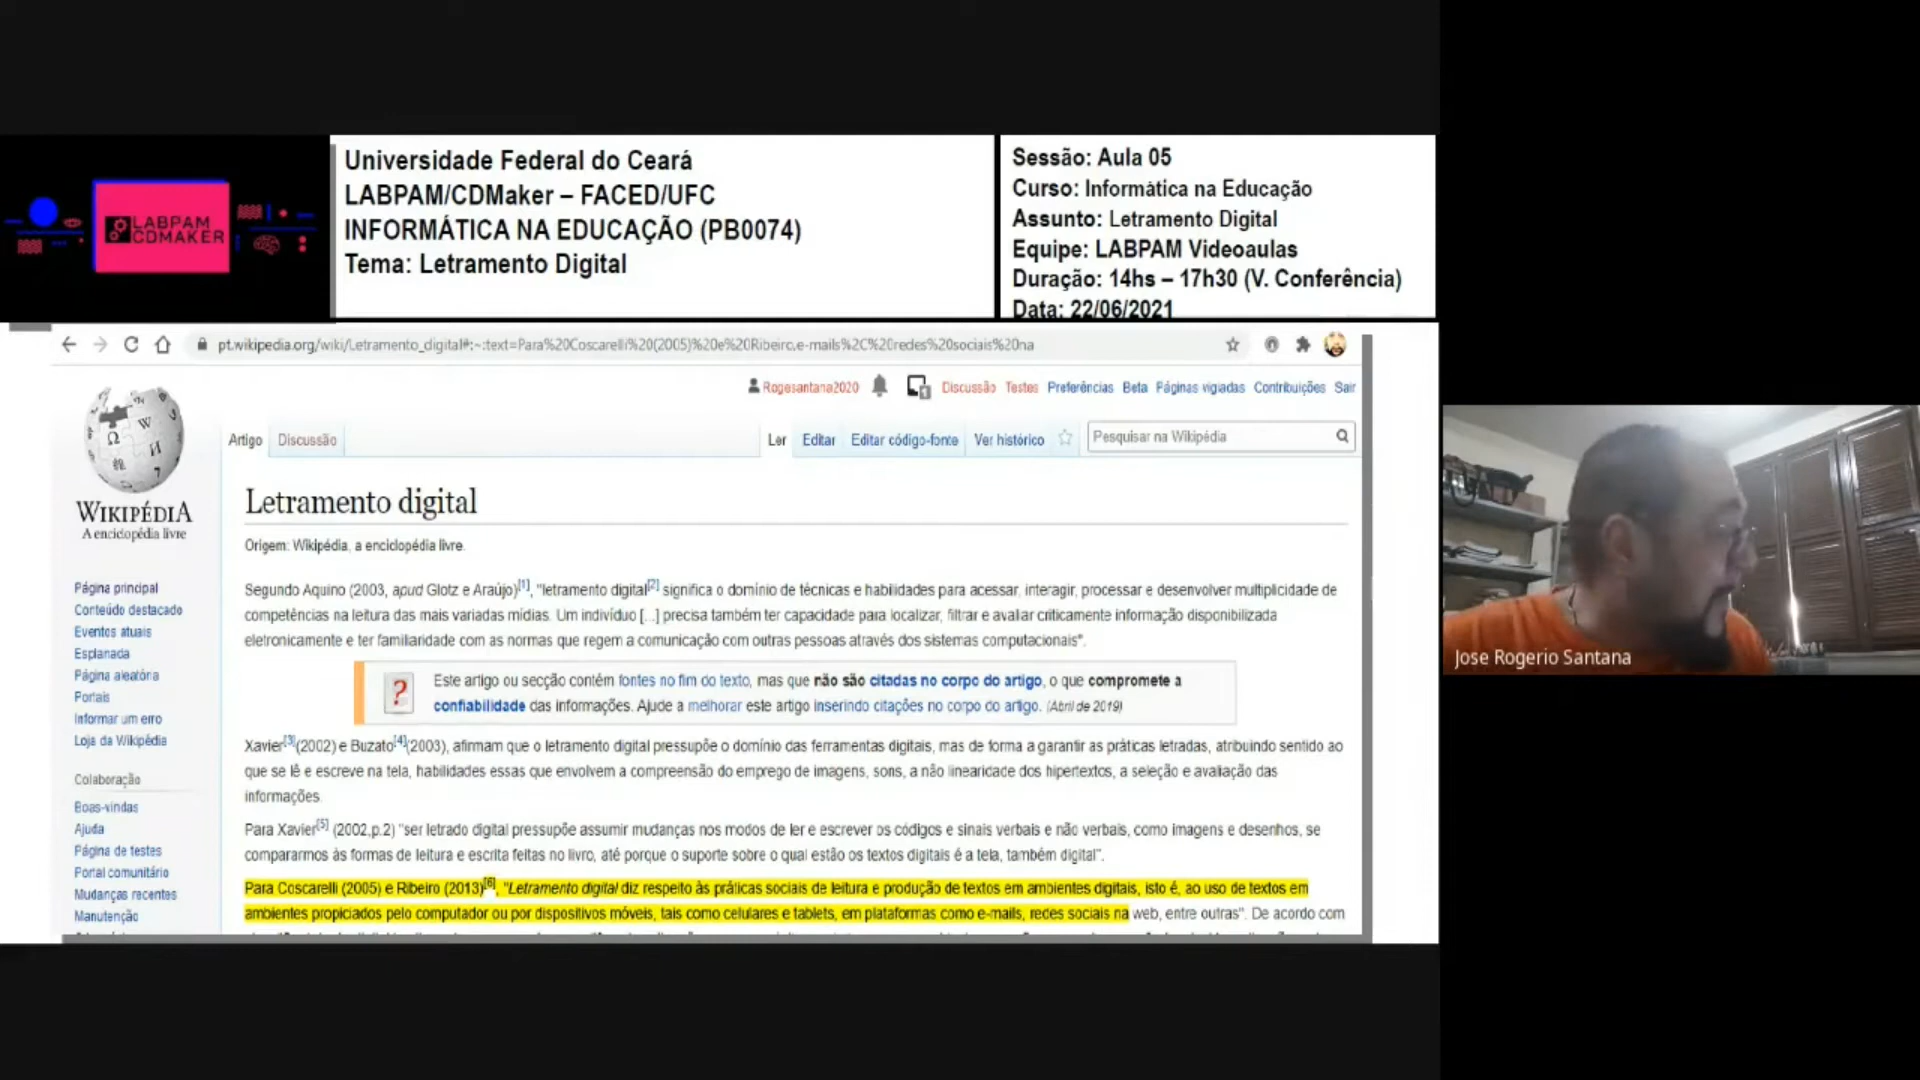 LABPAM
CDMAKER
Universidade Federal do Ceará
LABPAM/CDMaker – FACED/UFC
INFORMÁTICA NA EDUCAÇÃO (PB0074)
Tema: Letramento Digital
Sessão: Aula 05
Curso: Informàtica na Educação
Assunto: Letramento Digital
Equipe: LABPAM Videoaulas
Duração: 14hs – 17h30 (V. Conferência)
Data: 22/06/2021
pt.wikipedia.org/wiki/Letramento_digital#:~:text=Para%20Coscarelli%20(2005)%20e%20Ribeiro,e-mails%2C%20redes%20sociais%20na
Rogesantana2020 1 Discussão Testes Preferências Beta Páginas vigiadas Contribuições Sair
Artigo Discussão Ler Editar Editar código-fonte Ver histórico Pesquisar na Wikipédia
WIKIPÉDIA
A enciclopédia livre
Página principal
Conteúdo destacado
Eventos atuais
Esplanada
Página aleatória
Portais
Informar um erro
Loja da Wikipédia
Colaboração
Boas-vindas
Ajuda
Página de testes
Portal comunitário
Mudanças recentes
Manutenção
Letramento digital
Origem: Wikipédia, a enciclopédia livre.
Segundo Aquino (2003, apud Glotz e Araújo)[1], "letramento digital[2] significa o domínio de técnicas e habilidades para acessar, interagir, processar e desenvolver multiplicidade de
competências na leitura das mais variadas mídias. Um indivíduo [...] precisa também ter capacidade para localizar, filtrar e avaliar criticamente informação disponibilizada
eletronicamente e ter familiaridade com as normas que regem a comunicação com outras pessoas através dos sistemas computacionais".
Este artigo ou secção contém fontes no fim do texto, mas que não são citadas no corpo do artigo, o que compromete a
confiabilidade das informações. Ajude a melhorar este artigo inserindo citações no corpo do artigo. (Abril de 2019)
Xavier[3](2002) e Buzato[4](2003), afirmam que o letramento digital pressupõe o domínio das ferramentas digitais, mas de forma a garantir as práticas letradas, atribuindo sentido ao
que se lê e escreve na tela, habilidades essas que envolvem a compreensão do emprego de imagens, sons, a não linearidade dos hipertextos, a seleção e avaliação das
informações.
Para Xavier[5] (2002,p.2) "ser letrado digital pressupõe assumir mudanças nos modos de ler e escrever os códigos e sinais verbais e não verbais, como imagens e desenhos, se
compararmos às formas de leitura e escrita feitas no livro, até porque o suporte sobre o qual estão os textos digitais é a tela, também digital".
Para Coscarelli (2005) e Ribeiro (2013)[6], "Letramento digital diz respeito às práticas sociais de leitura e produção de textos em ambientes digitais, isto é, ao uso de textos em
ambientes propiciados pelo computador ou por dispositivos móveis, tais como celulares e tablets, em plataformas como e-mails, redes sociais na web, entre outras". De acordo com
Jose Rogerio Santana